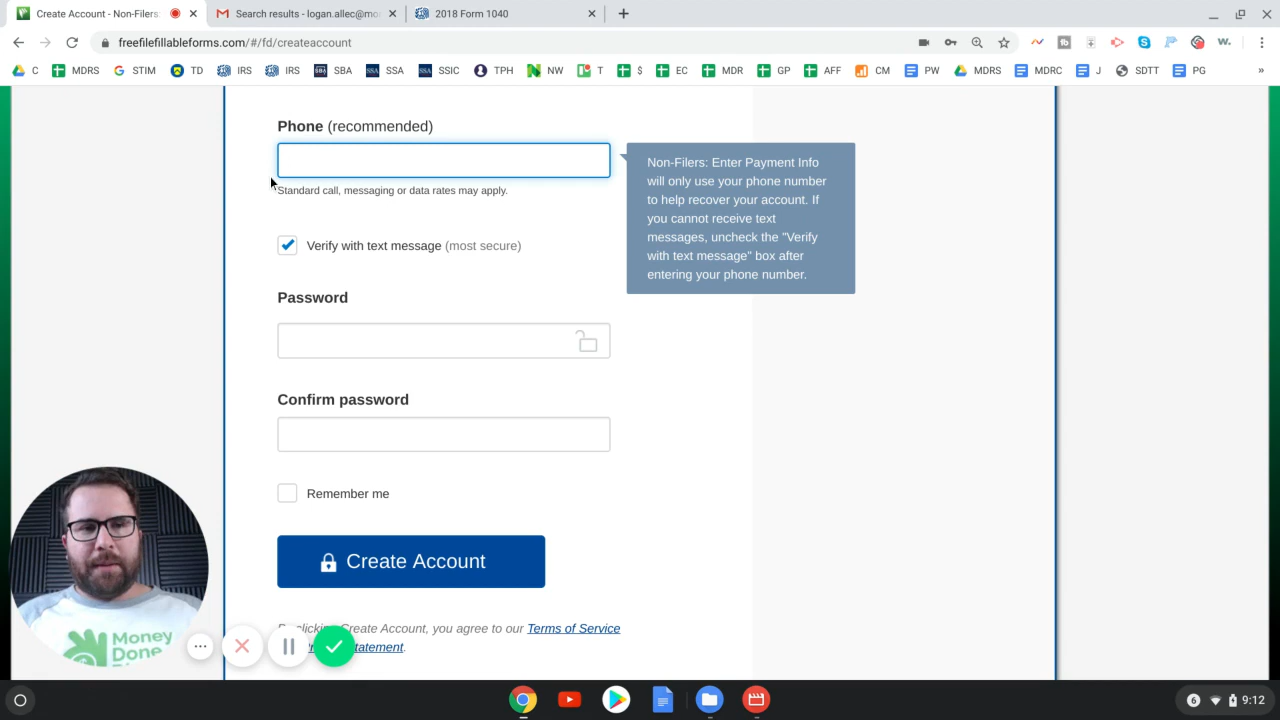 Create Account - Non-Filers:
Search results - logan.allec@mo
2018 Form 1040
freefilefillableforms.com/#/fd/createaccount
C MDRS STIM TD IRS IRS SBA SSA SSIC TPH NW T $ EC MDR GP AFF CM PW MDRS MDRC J SDTT PG »
Phone (recommended)
Standard call, messaging or data rates may apply.
Non-Filers: Enter Payment Info
will only use your phone number
to help recover your account. If
you cannot receive text
messages, uncheck the "Verify
with text message" box after
entering your phone number.
Verify with text message (most secure)
Password
Confirm password
Remember me
Create Account
clicking Create Account, you agree to our Terms of Service
tatement.
Money
Done
6 9:12